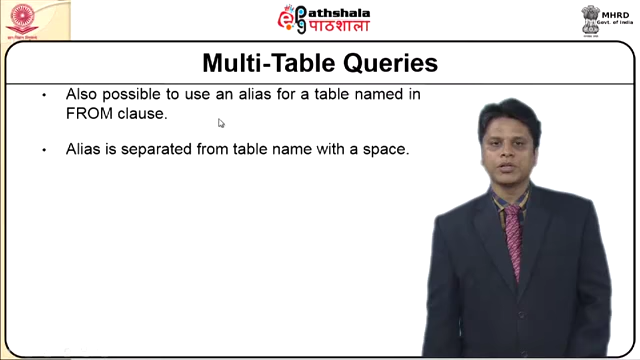 Pathshala
पाठशाला
MHRD
Govt. of India
Multi-Table Queries
• Also possible to use an alias for a table named in
FROM clause.
• Alias is separated from table name with a space.